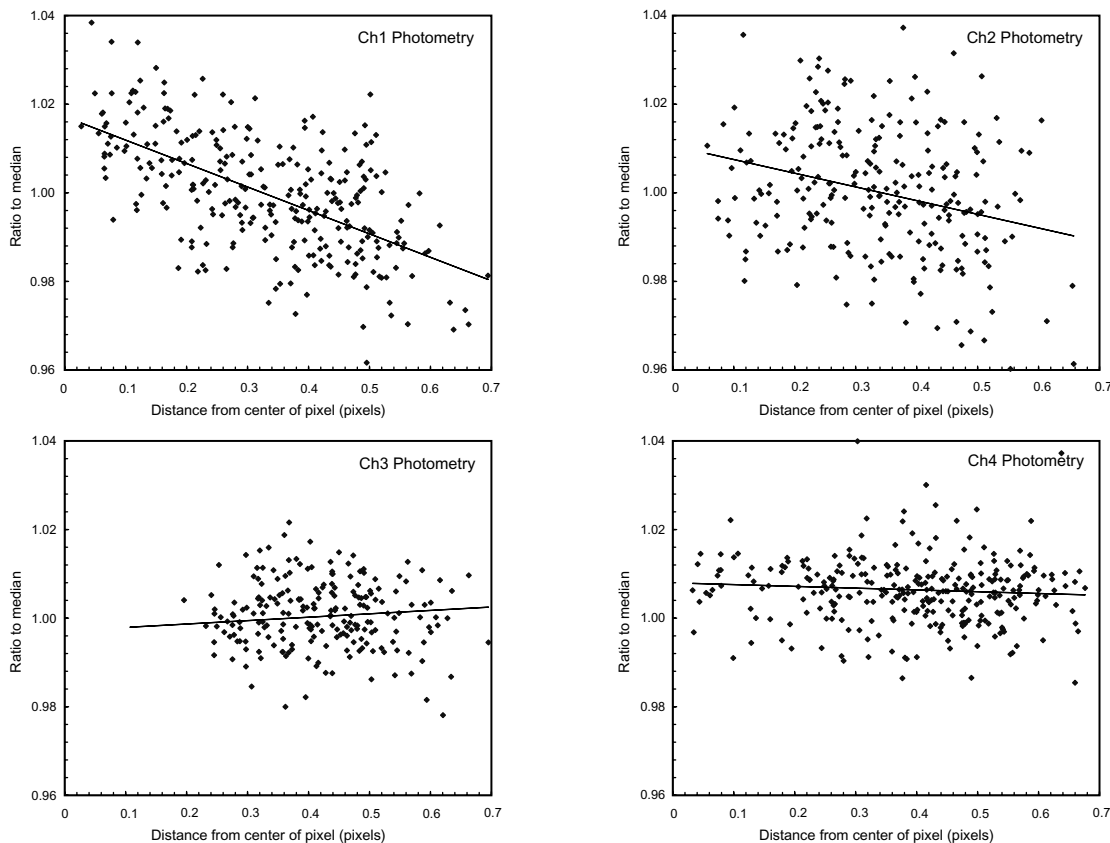 1.04
Ch1 Photometry
1.02
Ratio to median
1.00
0.98
0.96
0 0.1 0.2 0.3 0.4 0.5 0.6 0.7
Distance from center of pixel (pixels)
1.04
Ch2 Photometry
1.02
Ratio to median
1.00
0.98
0.96
0 0.1 0.2 0.3 0.4 0.5 0.6 0.7
Distance from center of pixel (pixels)
1.04
Ch3 Photometry
1.02
Ratio to median
1.00
0.98
0.96
0 0.1 0.2 0.3 0.4 0.5 0.6 0.7
Distance from center of pixel (pixels)
1.04
Ch4 Photometry
1.02
Ratio to median
1.00
0.98
0.96
0 0.1 0.2 0.3 0.4 0.5 0.6 0.7
Distance from center of pixel (pixels)